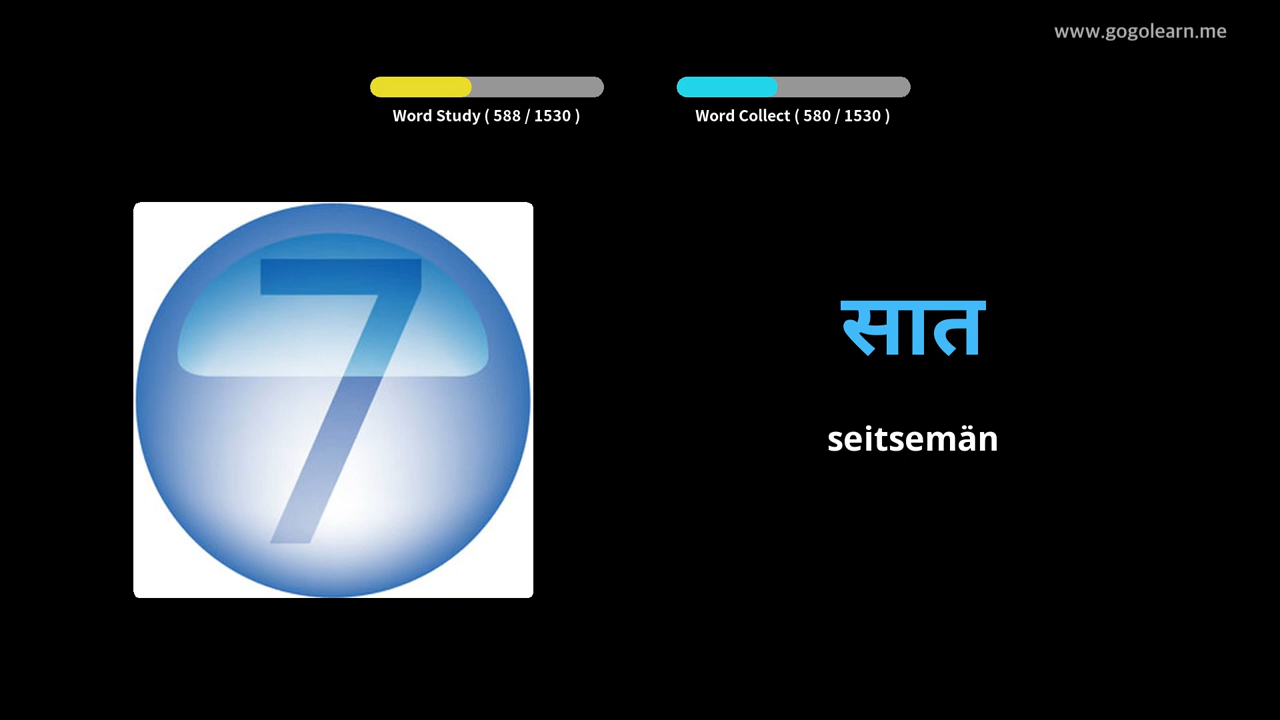 www.gogolearn.me
Word Study ( 588 / 1530 )
Word Collect ( 580 / 1530 )
7
सात
seitsemän